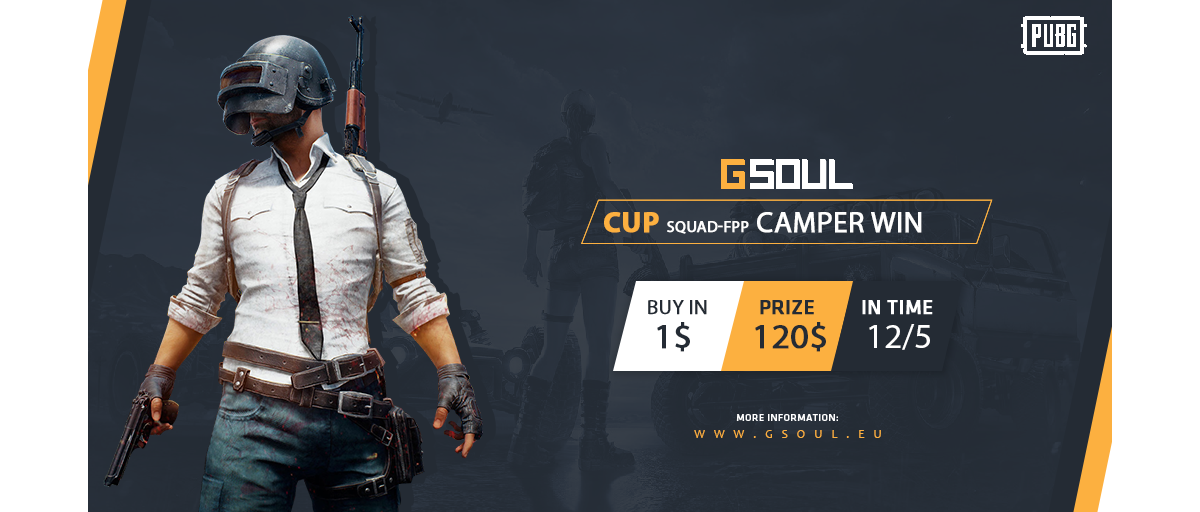 PUBG
GSOUL
CUP SQUAD-FPP CAMPER WIN
BUY IN
1$
PRIZE
120$
IN TIME
12/5
MORE INFORMATION:
WWW.GSOUL.EU